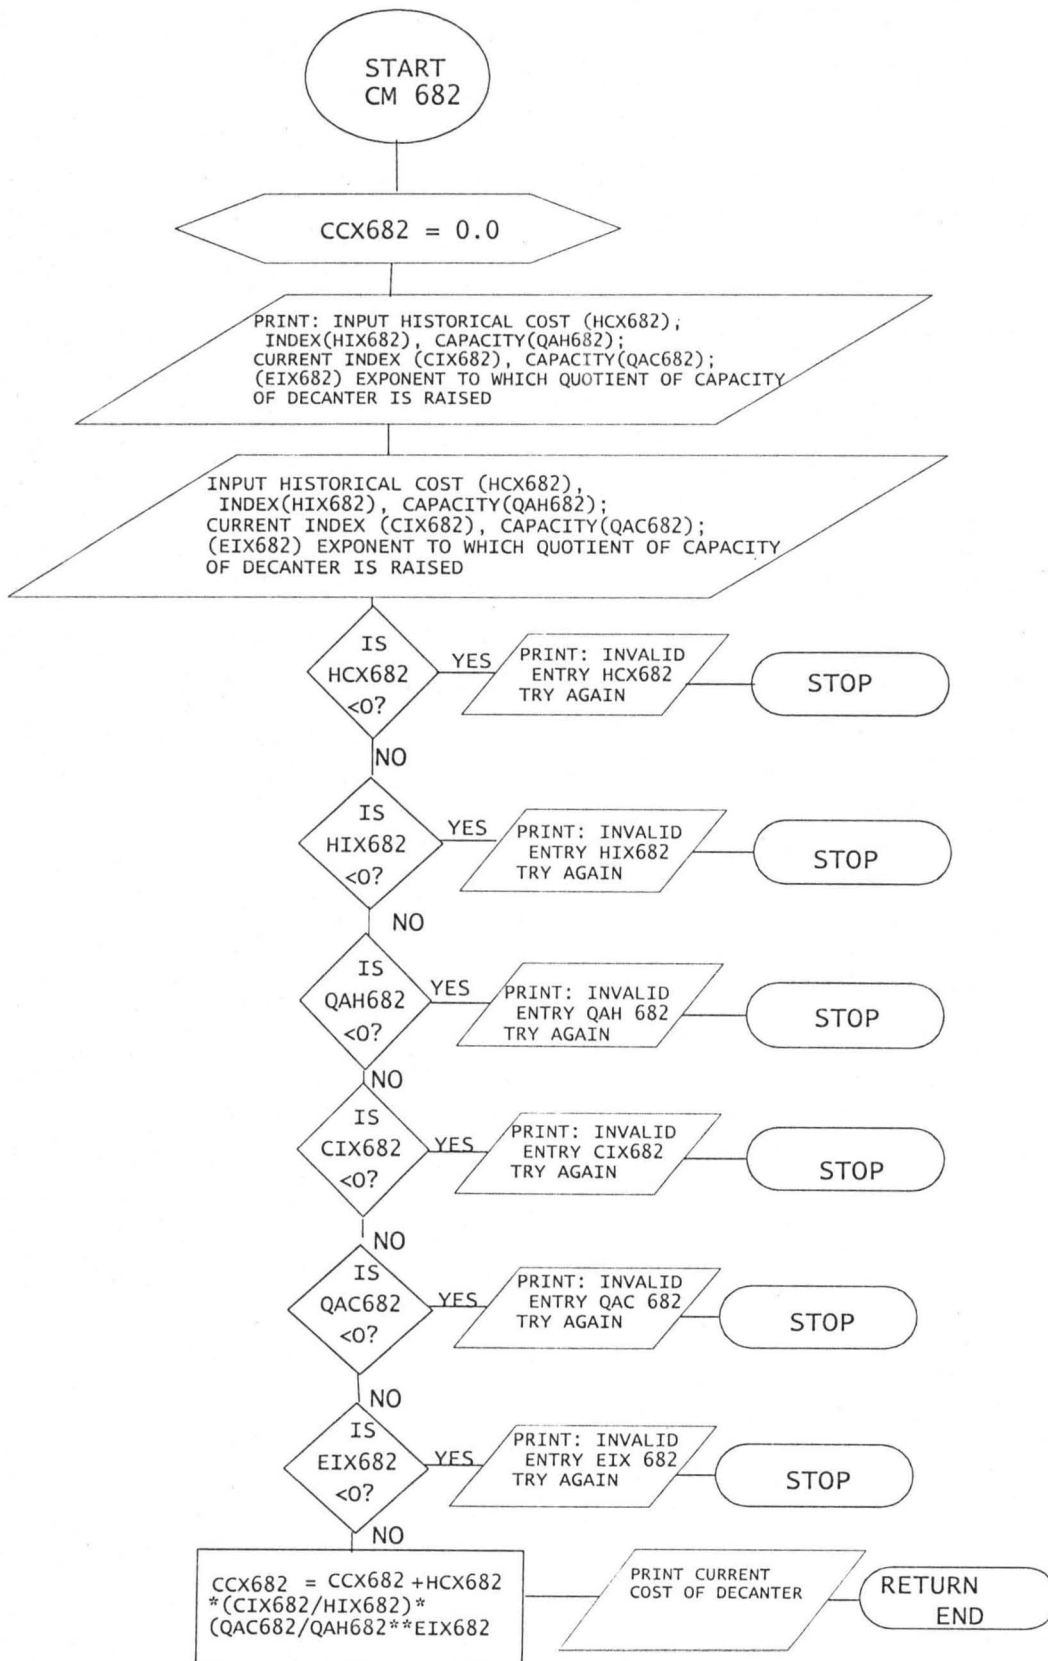 START
CM 682
CCX682 = 0.0
PRINT: INPUT HISTORICAL COST (HCX682),
INDEX(HIX682), CAPACITY(QAH682);
CURRENT INDEX (CIX682), CAPACITY(QAC682);
(EIX682) EXPONENT TO WHICH QUOTIENT OF CAPACITY
OF DECANTER IS RAISED
INPUT HISTORICAL COST (HCX682),
INDEX(HIX682), CAPACITY(QAH682);
CURRENT INDEX (CIX682), CAPACITY(QAC682);
(EIX682) EXPONENT TO WHICH QUOTIENT OF CAPACITY
OF DECANTER IS RAISED
IS
HCX682
<0?
YES
PRINT: INVALID
ENTRY HCX682
TRY AGAIN
STOP
NO
IS
HIX682
<0?
YES
PRINT: INVALID
ENTRY HIX682
TRY AGAIN
STOP
NO
IS
QAH682
<0?
YES
PRINT: INVALID
ENTRY QAH 682
TRY AGAIN
STOP
NO
IS
CIX682
<0?
YES
PRINT: INVALID
ENTRY CIX682
TRY AGAIN
STOP
NO
IS
QAC682
<0?
YES
PRINT: INVALID
ENTRY QAC 682
TRY AGAIN
STOP
NO
IS
EIX682
<0?
YES
PRINT: INVALID
ENTRY EIX 682
TRY AGAIN
STOP
NO
CCX682 = CCX682 +HCX682
*(CIX682/HIX682)*
(QAC682/QAH682**EIX682
PRINT CURRENT
COST OF DECANTER
RETURN
END